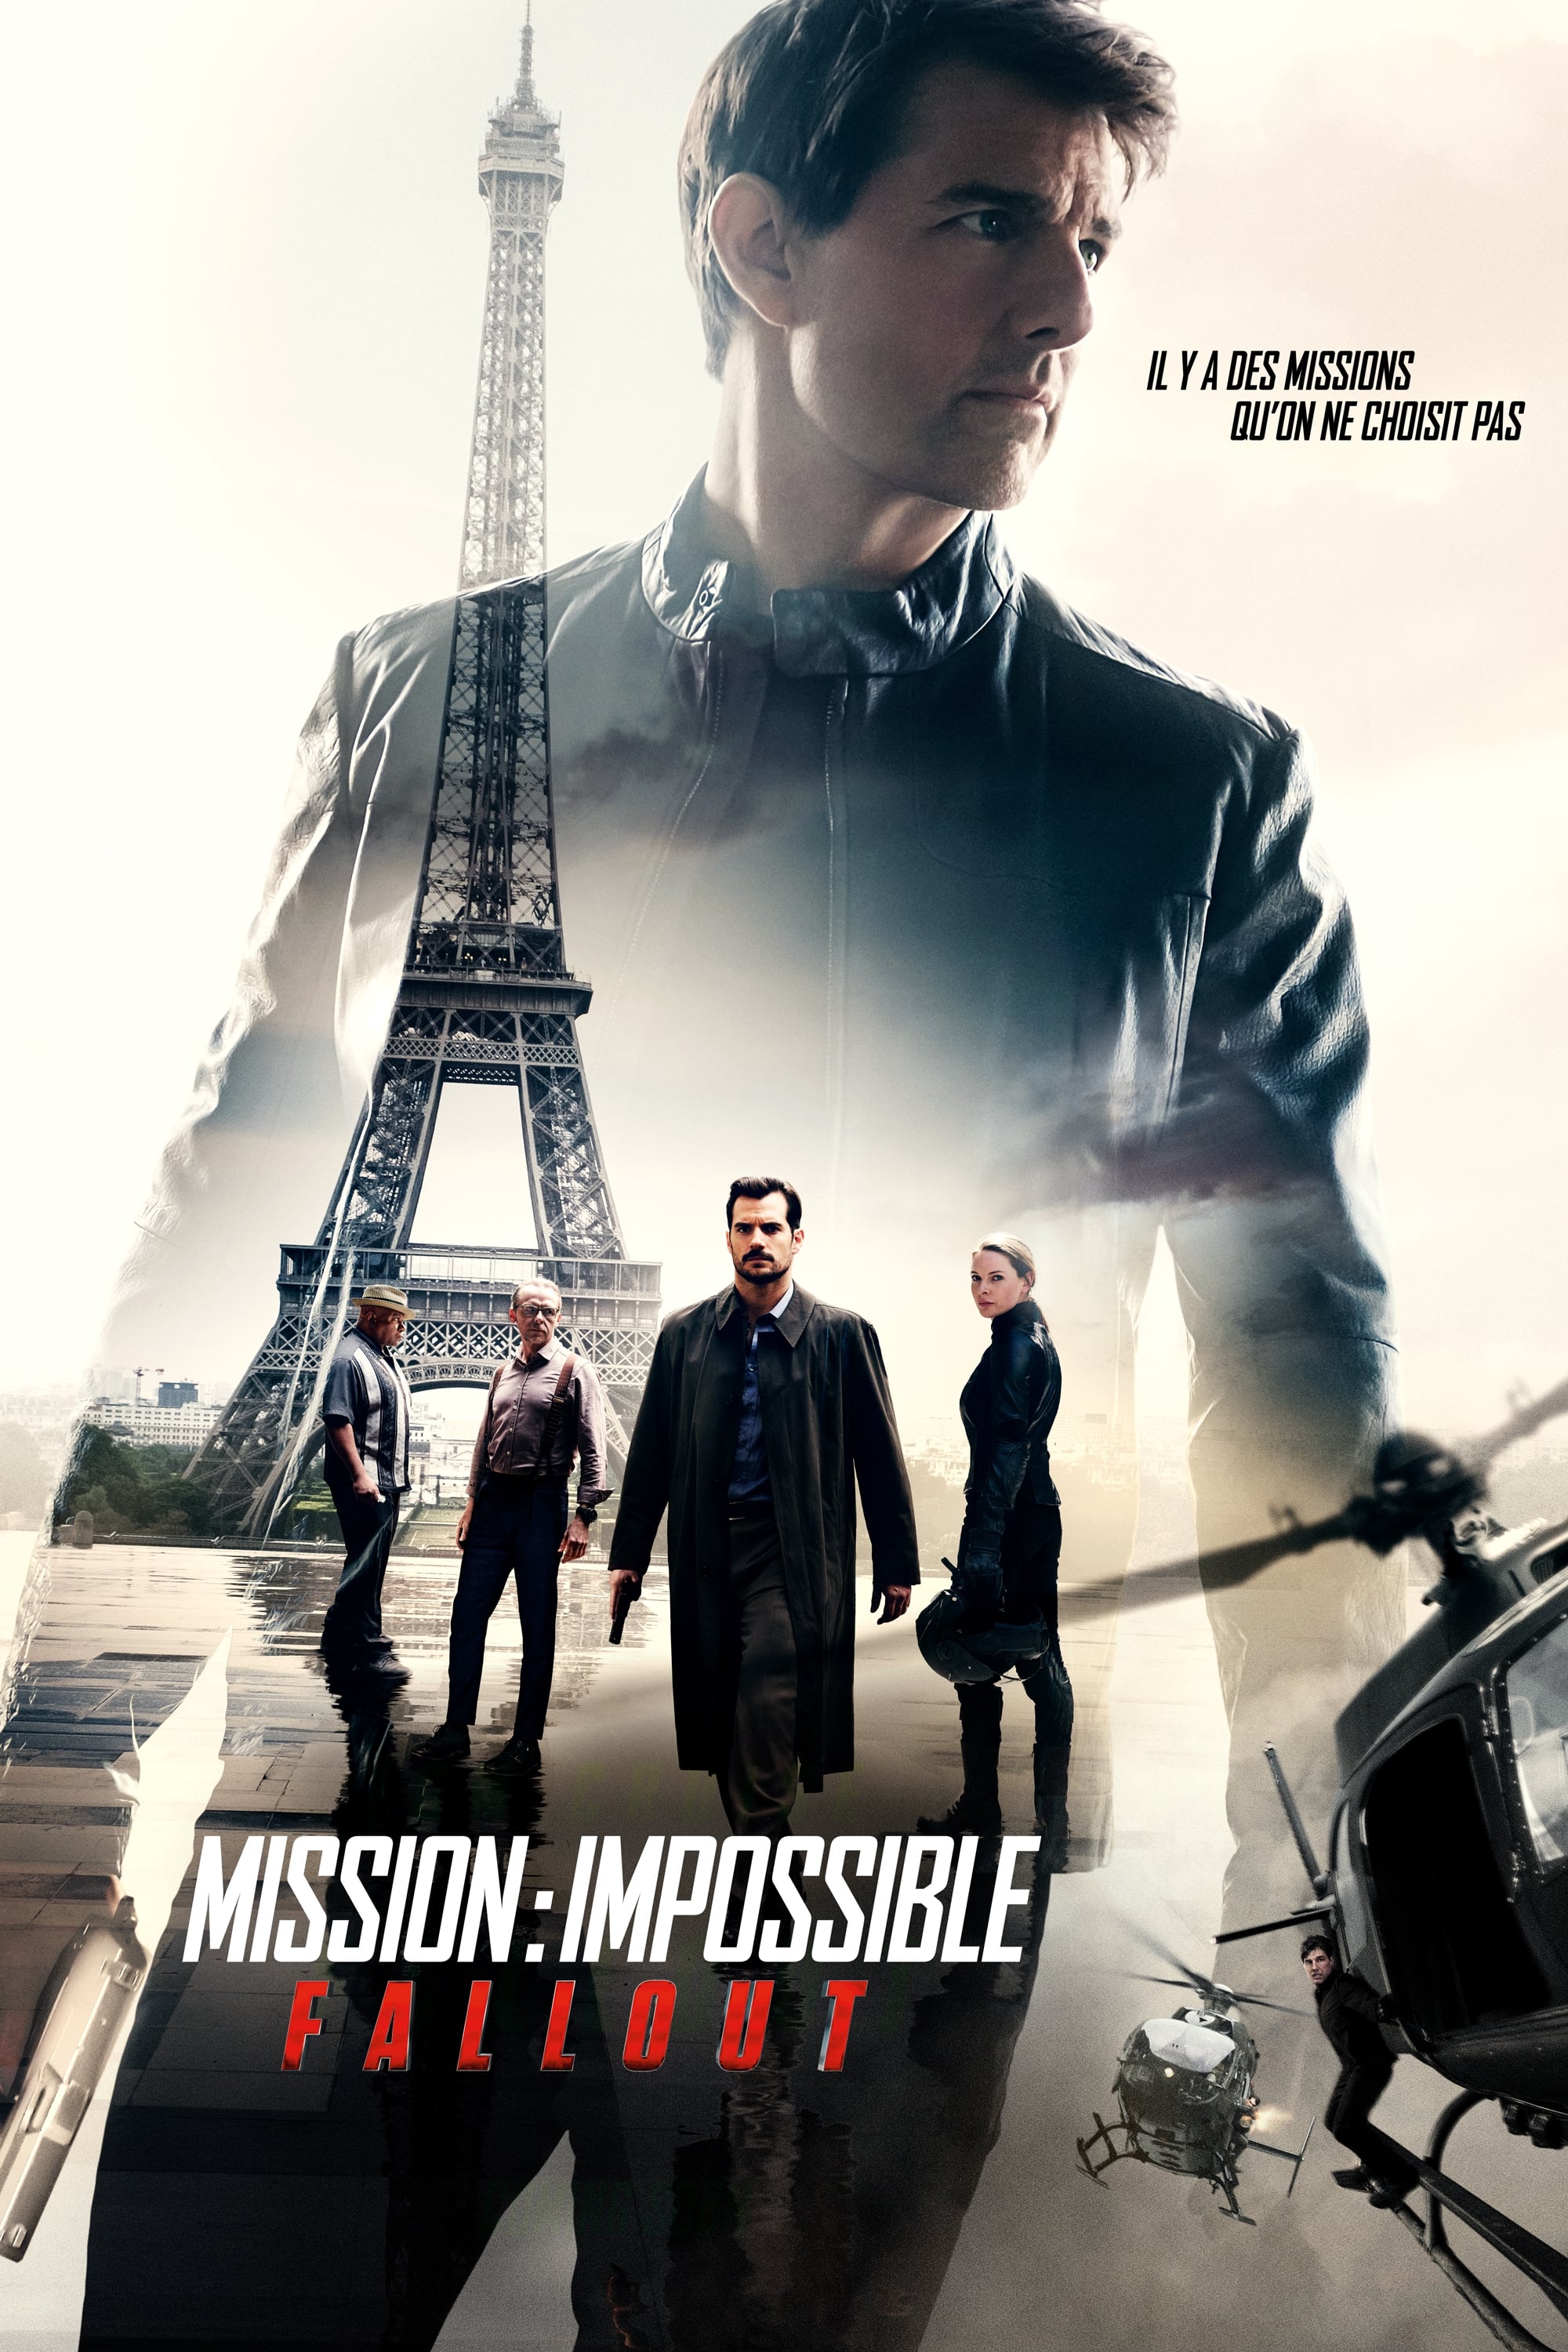 IL Y A DES MISSIONS
QU'ON NE CHOISIT PAS
MISSION: IMPOSSIBLE
FALLOUT